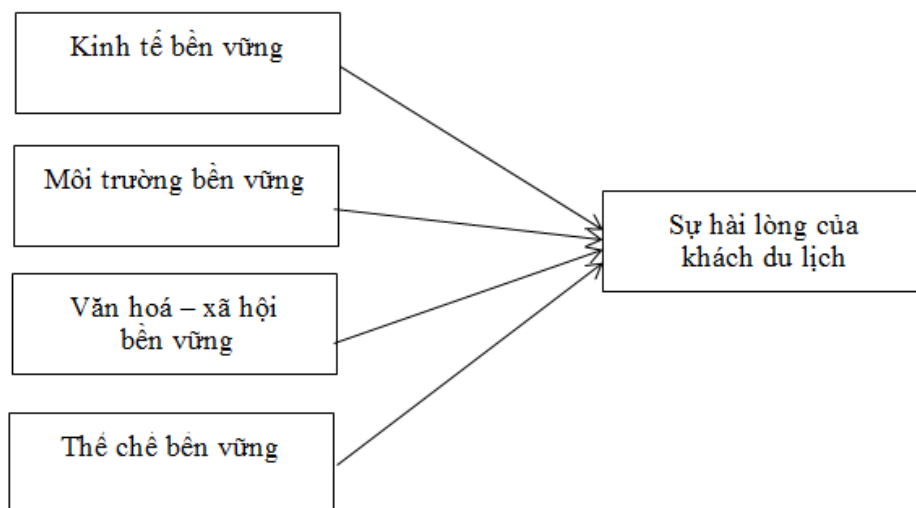 Kinh tế bền vững
Môi trường bền vững
Văn hoá – xã hội
bền vững
Thể chế bền vững
Sự hài lòng của
khách du lịch